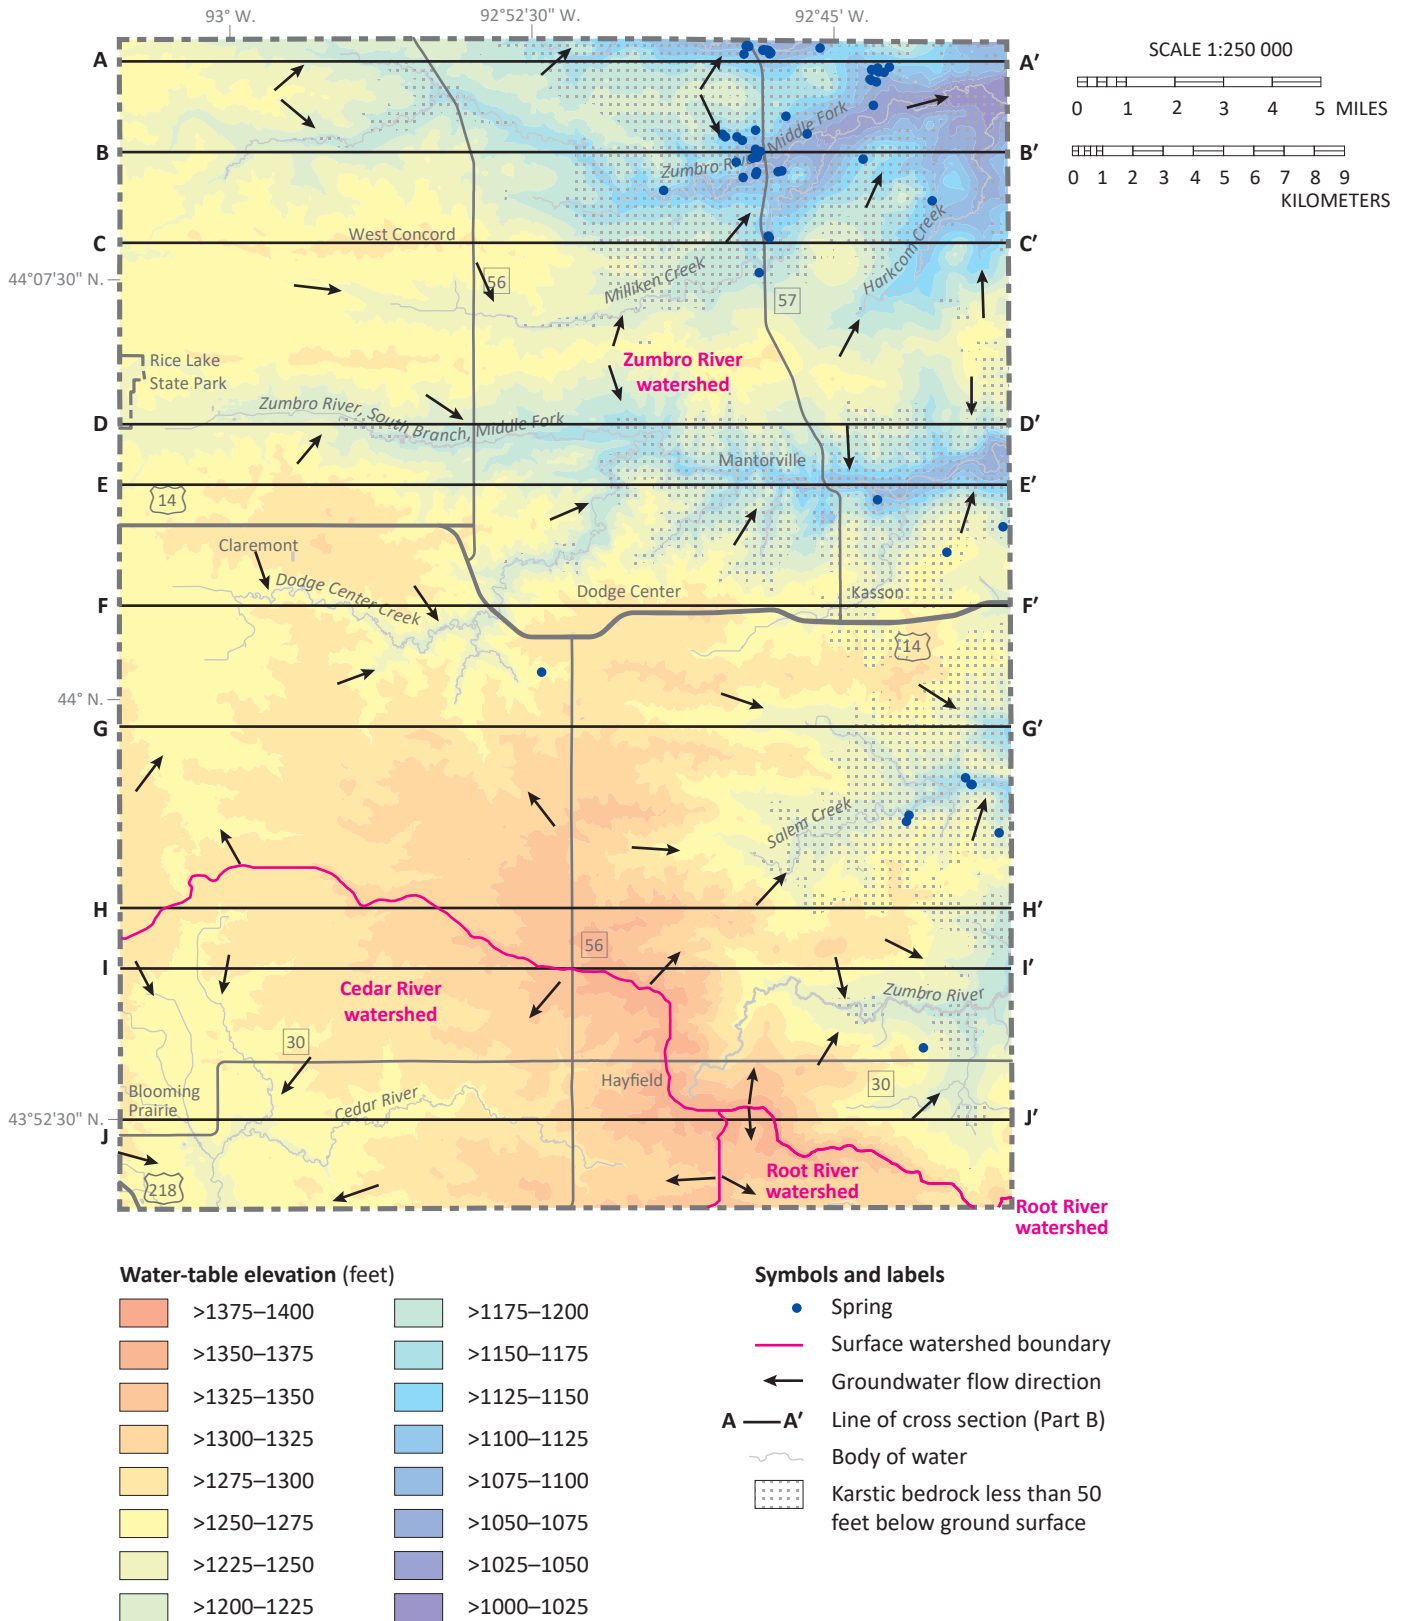 93° W.
92°52'30" W.
92°45' W.
SCALE 1:250 000
0 1 2 3 4 5 MILES
0 1 2 3 4 5 6 7 8 9
KILOMETERS
A
A′
Middle Fork
B
B′
Zumbro River
West Concord
C
C′
Harkcom Creek
44°07'30" N.
56
Milliken Creek
57
Rice Lake
State Park
Zumbro River
watershed
Zumbro River, South Branch, Middle Fork
D
D′
Mantorville
E
E′
14
Claremont
Dodge Center Creek
Dodge Center
Kasson
F
F′
14
44° N.
G
G′
Salem Creek
H
H′
56
I
I′
Cedar River
watershed
Zumbro River
30
Hayfield
30
Blooming
Prairie
Cedar River
43°52'30" N.
J
J′
218
Root River
watershed
Root River
watershed
Water-table elevation (feet)
>1375–1400
>1350–1375
>1325–1350
>1300–1325
>1275–1300
>1250–1275
>1225–1250
>1200–1225
>1175–1200
>1150–1175
>1125–1150
>1100–1125
>1075–1100
>1050–1075
>1025–1050
>1000–1025
Symbols and labels
Spring
Surface watershed boundary
Groundwater flow direction
A A′ Line of cross section (Part B)
Body of water
Karstic bedrock less than 50
feet below ground surface